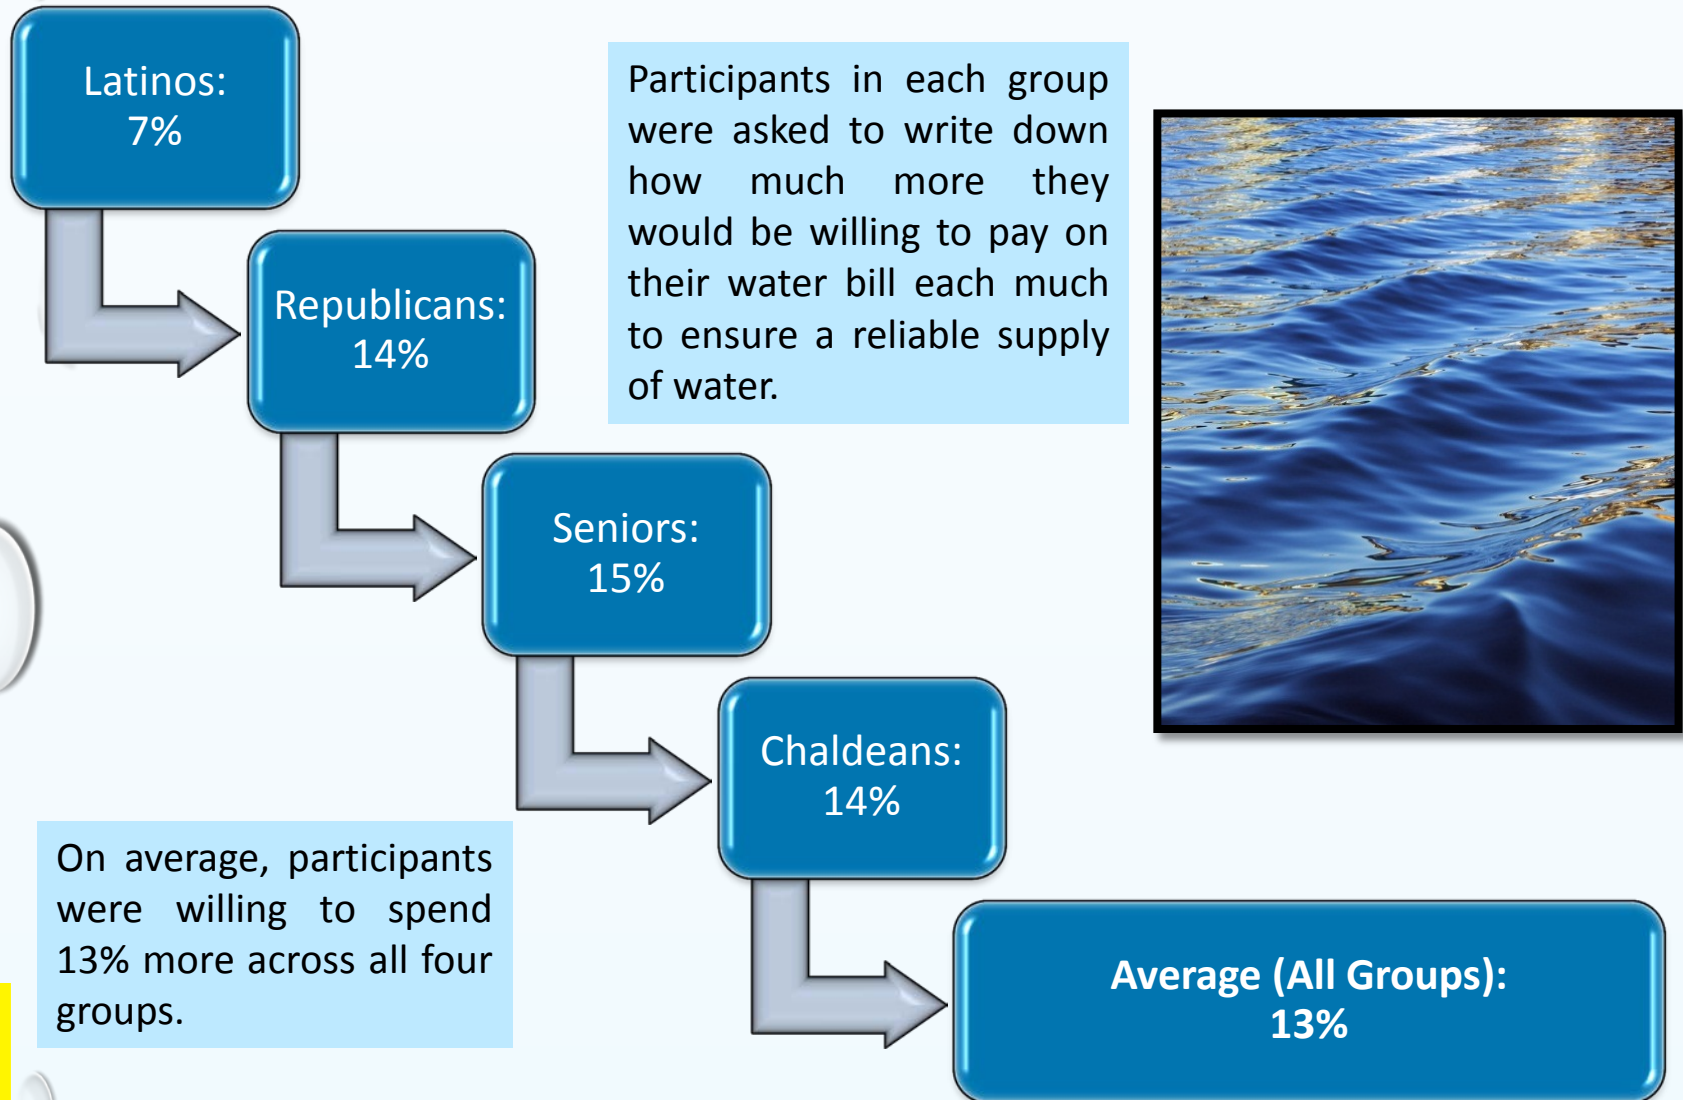 Latinos:
7%
Participants in each group
were asked to write down
how much more they
would be willing to pay on
their water bill each much
to ensure a reliable supply
of water.
Republicans:
14%
Seniors:
15%
Chaldeans:
14%
On average, participants
were willing to spend
13% more across all four
groups.
Average (All Groups):
13%